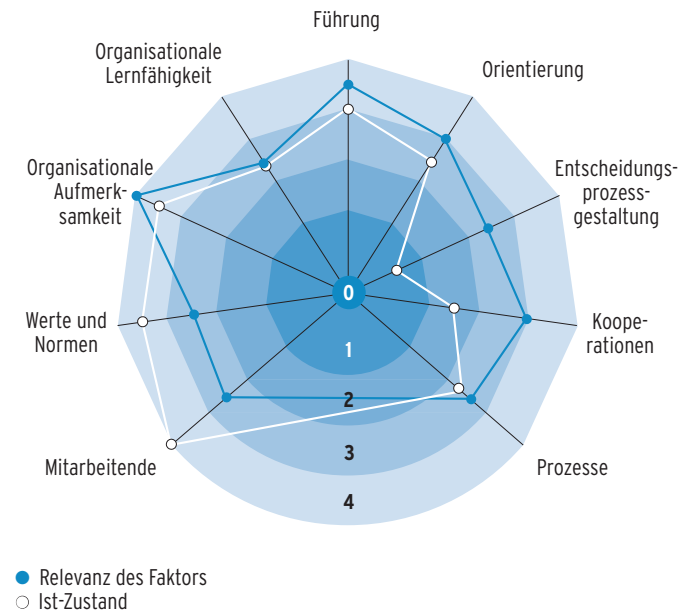 Führung
Organisationale
Lernfähigkeit
Orientierung
Organisationale
Aufmerk-
samkeit
Entscheidungs-
prozess-
gestaltung
0
Werte und
Normen
Koope-
rationen
1
2
3
4
Mitarbeitende
Prozesse
Relevanz des Faktors
Ist-Zustand